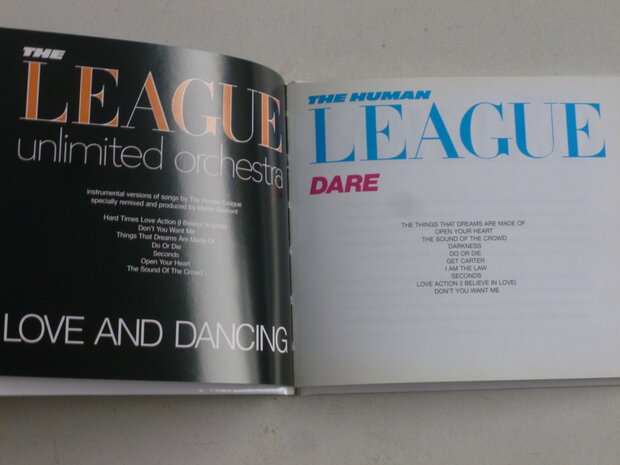 THE
LEAGUE
unlimited orchestra
instrumental versions of songs by The Human League
specially remixed and produced by Martin Rushent
Hard Times Love Action (I Believe In Love)
Don't You Want Me
Things That Dreams Are Made Of
Do Or Die
Seconds
Open Your Heart
The Sound Of The Crowd
LOVE AND DANCING
THE HUMAN
LEAGUE
DARE
THE THINGS THAT DREAMS ARE MADE OF
OPEN YOUR HEART
THE SOUND OF THE CROWD
DARKNESS
DO OR DIE
GET CARTER
I AM THE LAW
SECONDS
LOVE ACTION (I BELIEVE IN LOVE)
DON'T YOU WANT ME